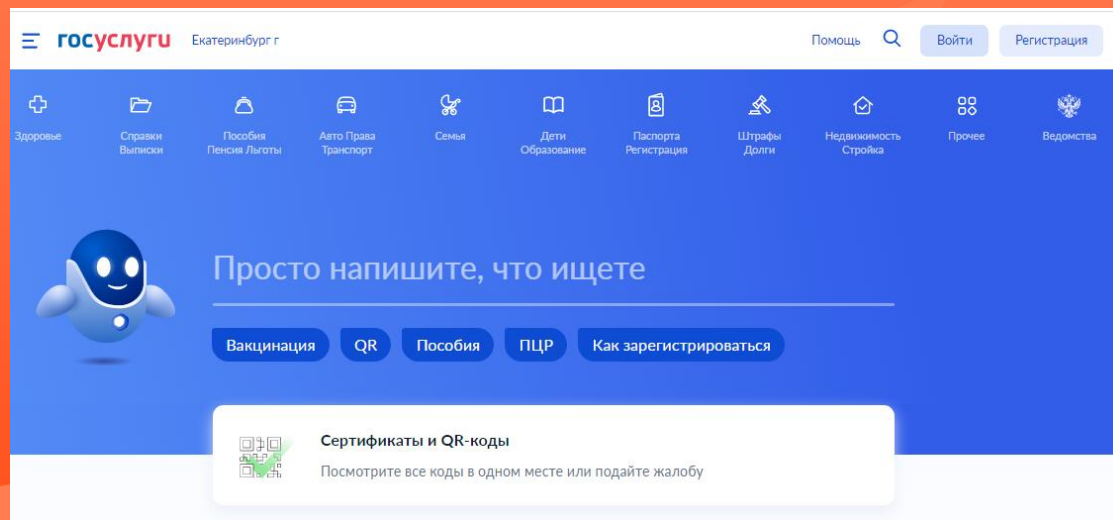 госуслуги Екатеринбург г Помощь Войти Регистрация
Здоровье
Справки
Выписки
Пособия
Пенсия Льготы
Авто Права
Транспорт
Семья
Дети
Образование
Паспорта
Регистрация
Штрафы
Долги
Недвижимость
Стройка
Прочее
Ведомства
Просто напишите, что ищете
Вакцинация QR Пособия ПЦР Как зарегистрироваться
Сертификаты и QR-коды
Посмотрите все коды в одном месте или подайте жалобу